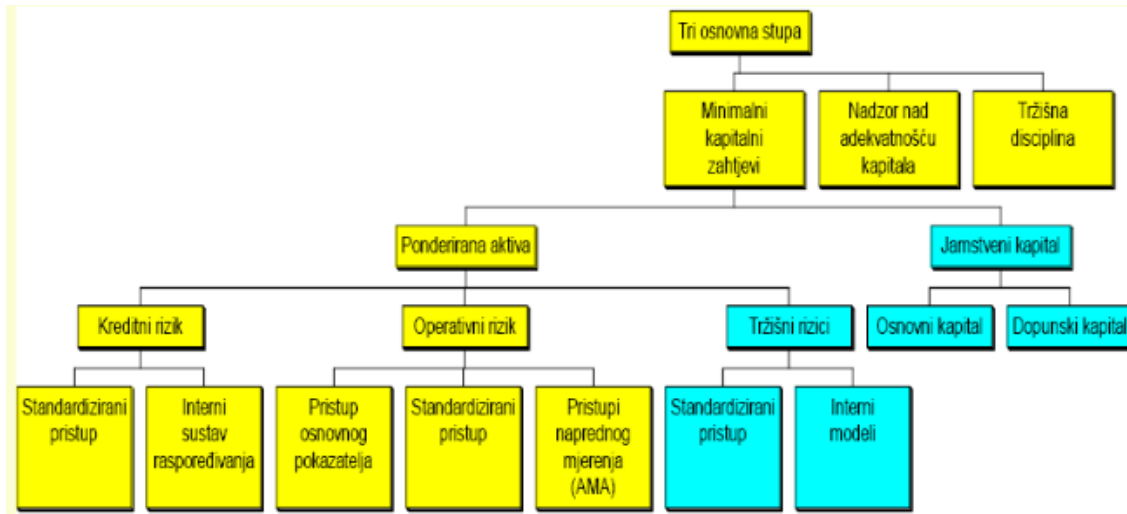 Tri osnovna stupa
Minimalni
kapitalni
zahtjevi
Nadzor nad
adekvatnošću
kapitala
Tržišna
disciplina
Ponderirana aktiva
Jamstveni kapital
Kreditni rizik
Operativni rizik
Tržišni rizici
Osnovni kapital
Dopunski kapital
Standardizirani
pristup
Interni
sustav
raspoređivanja
Pristup
osnovnog
pokazatelja
Standardizirani
pristup
Pristupi
naprednog
mjerenja
(AMA)
Standardizirani
pristup
Interni
modeli